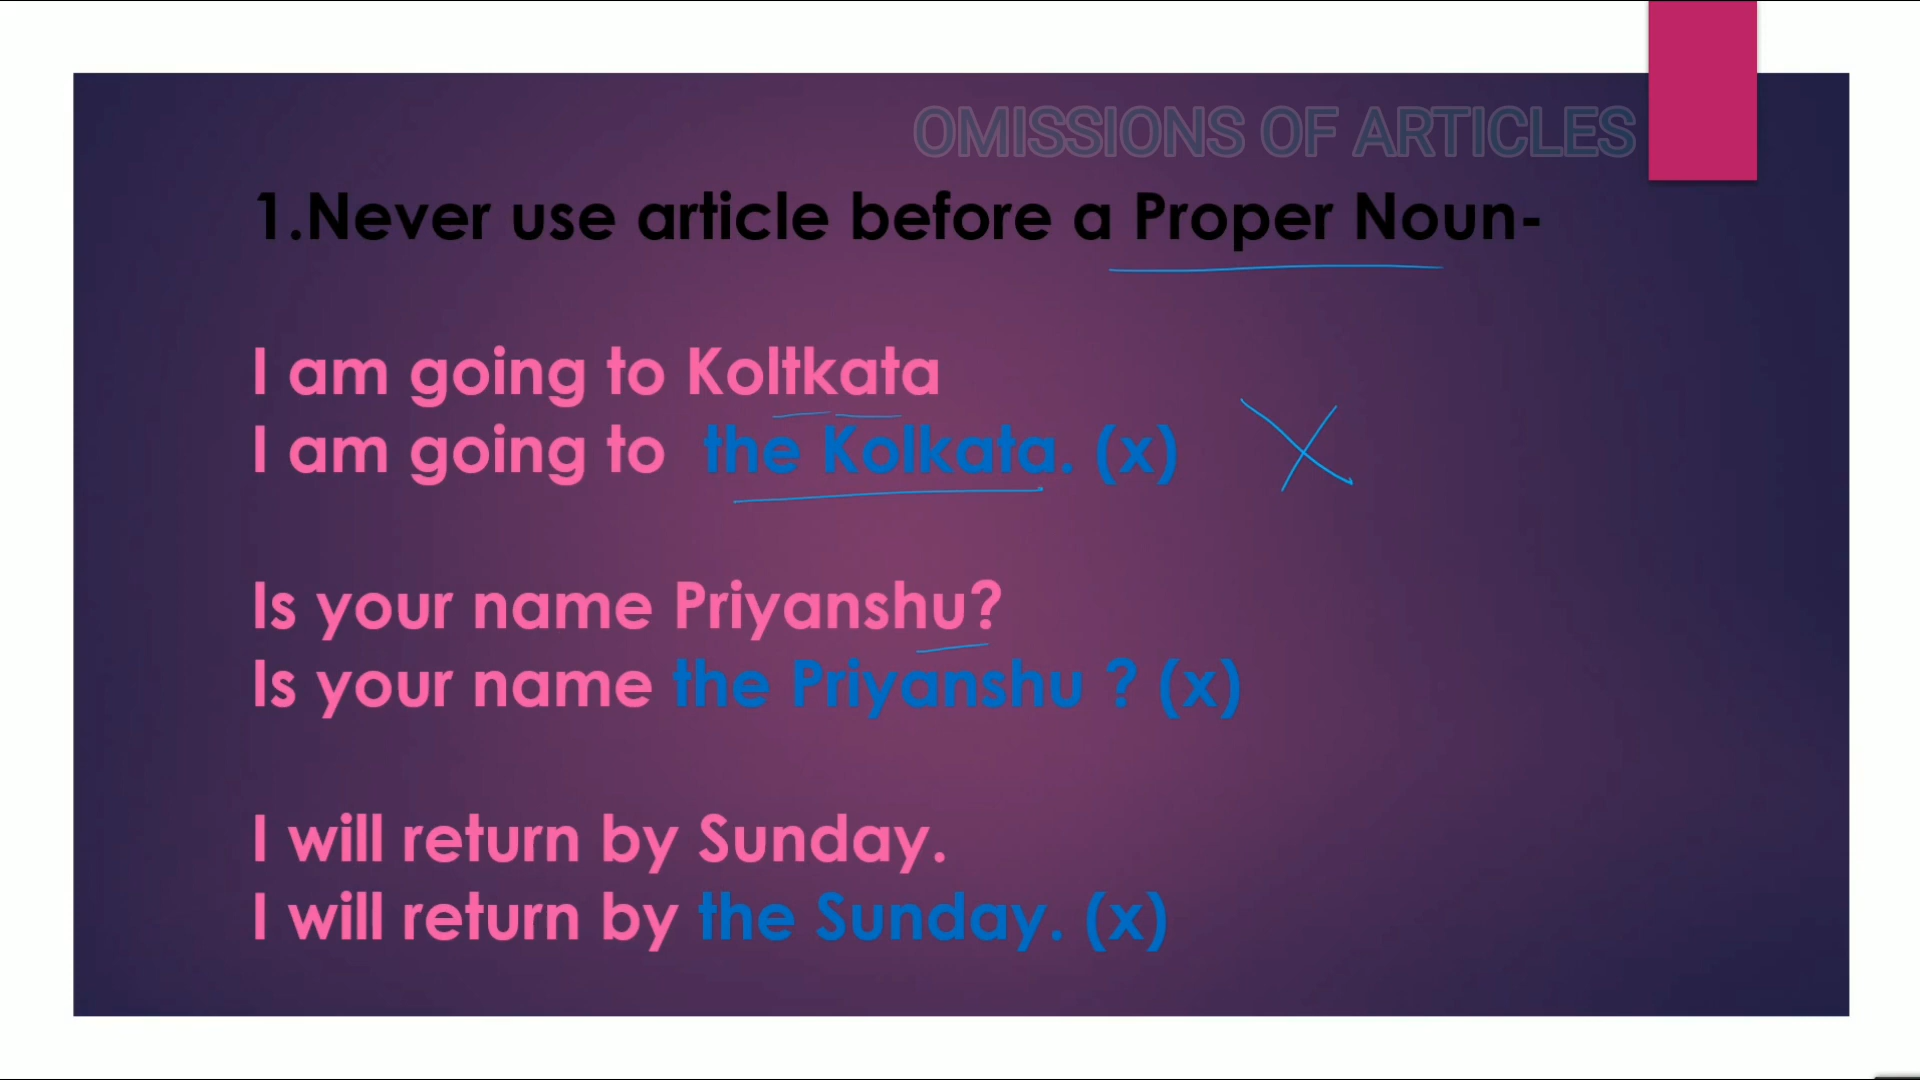 OMISSIONS OF ARTICLES
1.Never use article before a Proper Noun-
I am going to Koltkata
I am going to the Kolkata. (x)
Is your name Priyanshu?
Is your name the Priyanshu ? (x)
I will return by Sunday.
I will return by the Sunday. (x)